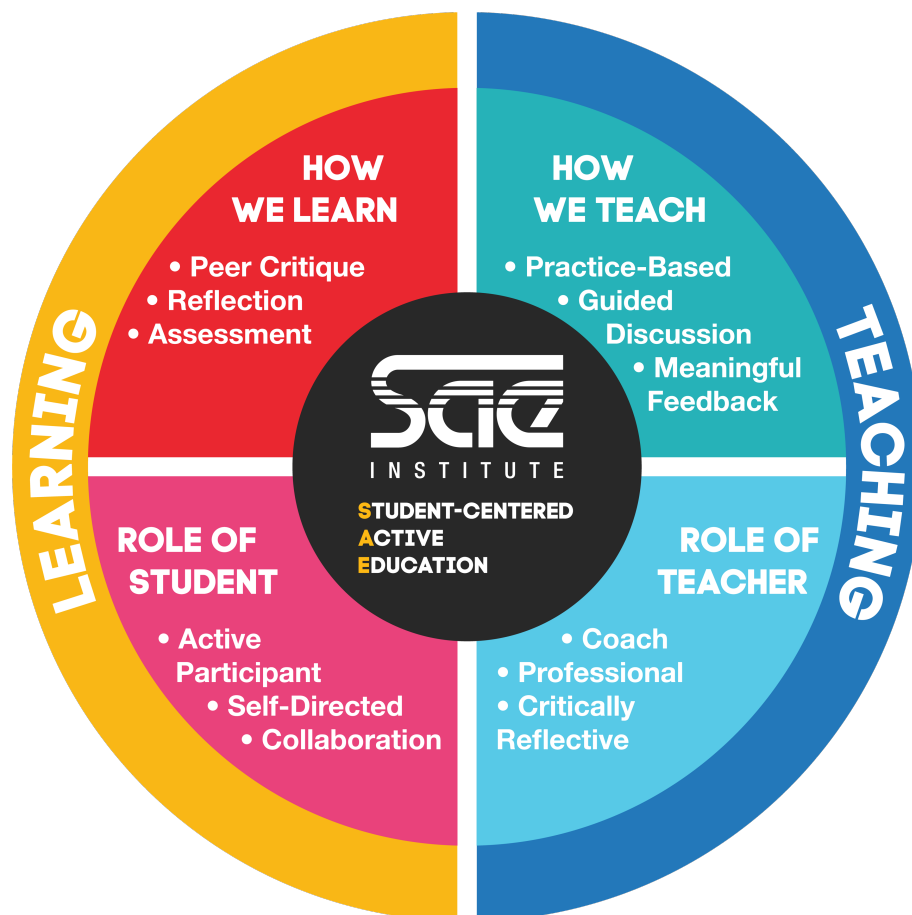 LEARNING
HOW
WE LEARN
• Peer Critique
• Reflection
• Assessment
HOW
WE TEACH
• Practice-Based
• Guided
Discussion
• Meaningful
Feedback
TEACHING
sae
INSTITUTE
STUDENT-CENTERED
ACTIVE
EDUCATION
ROLE OF
STUDENT
• Active
Participant
• Self-Directed
• Collaboration
ROLE OF
TEACHER
• Coach
• Professional
• Critically
Reflective